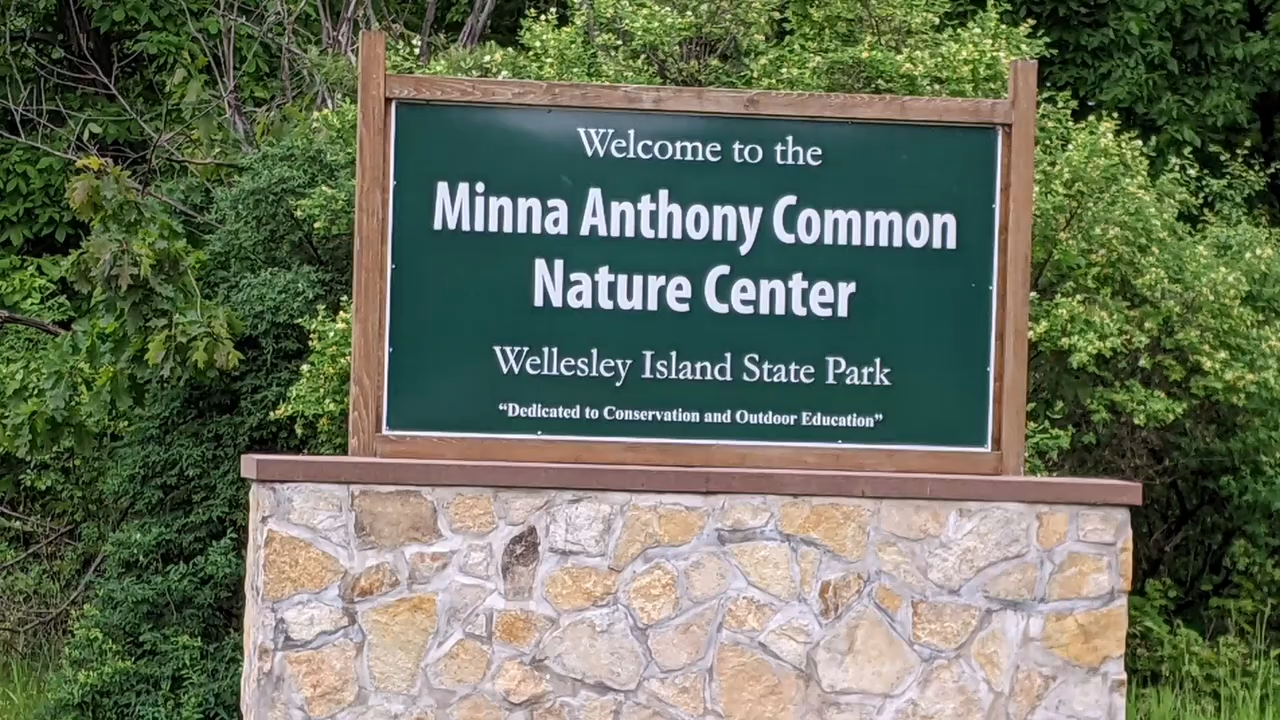 Welcome to the
Minna Anthony Common
Nature Center
Wellesley Island State Park
“Dedicated to Conservation and Outdoor Education”